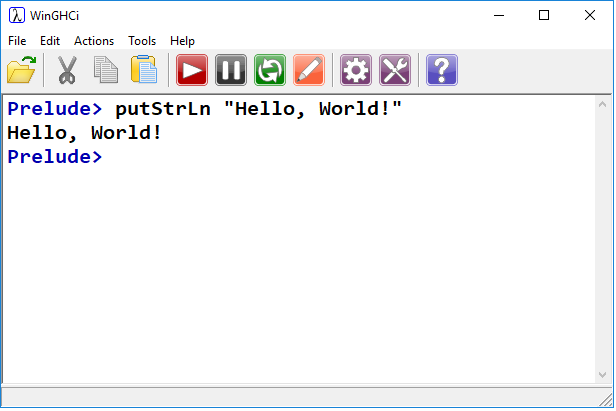 WinGHCi
File Edit Actions Tools Help
Prelude> putStrLn "Hello, World!"
Hello, World!
Prelude>